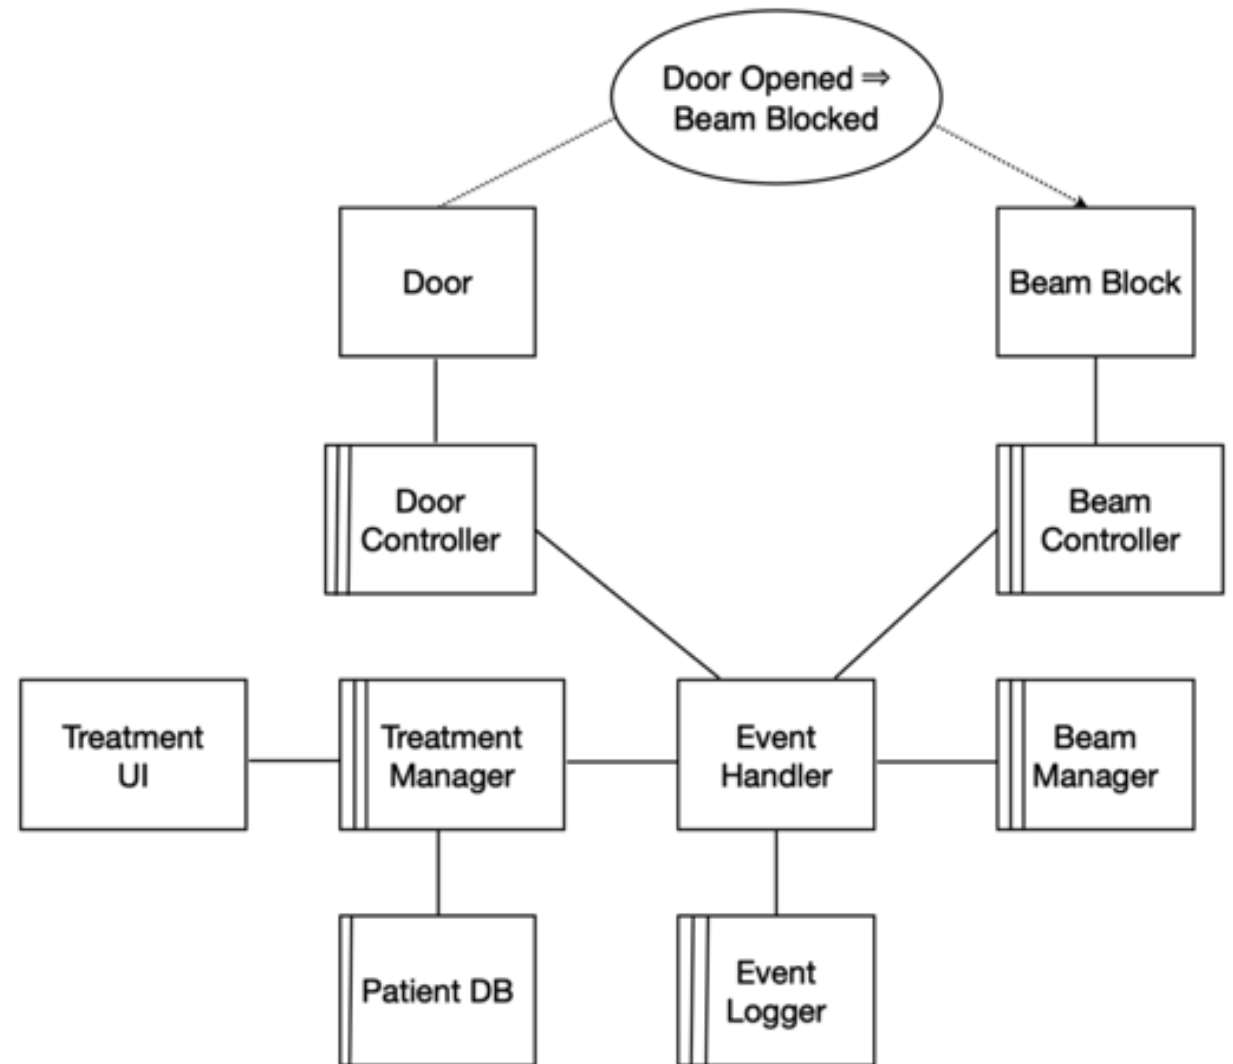 Door Opened ⇒
Beam Blocked
Door
Beam Block
Door
Controller
Beam
Controller
Treatment
UI
Treatment
Manager
Event
Handler
Beam
Manager
Patient DB
Event
Logger